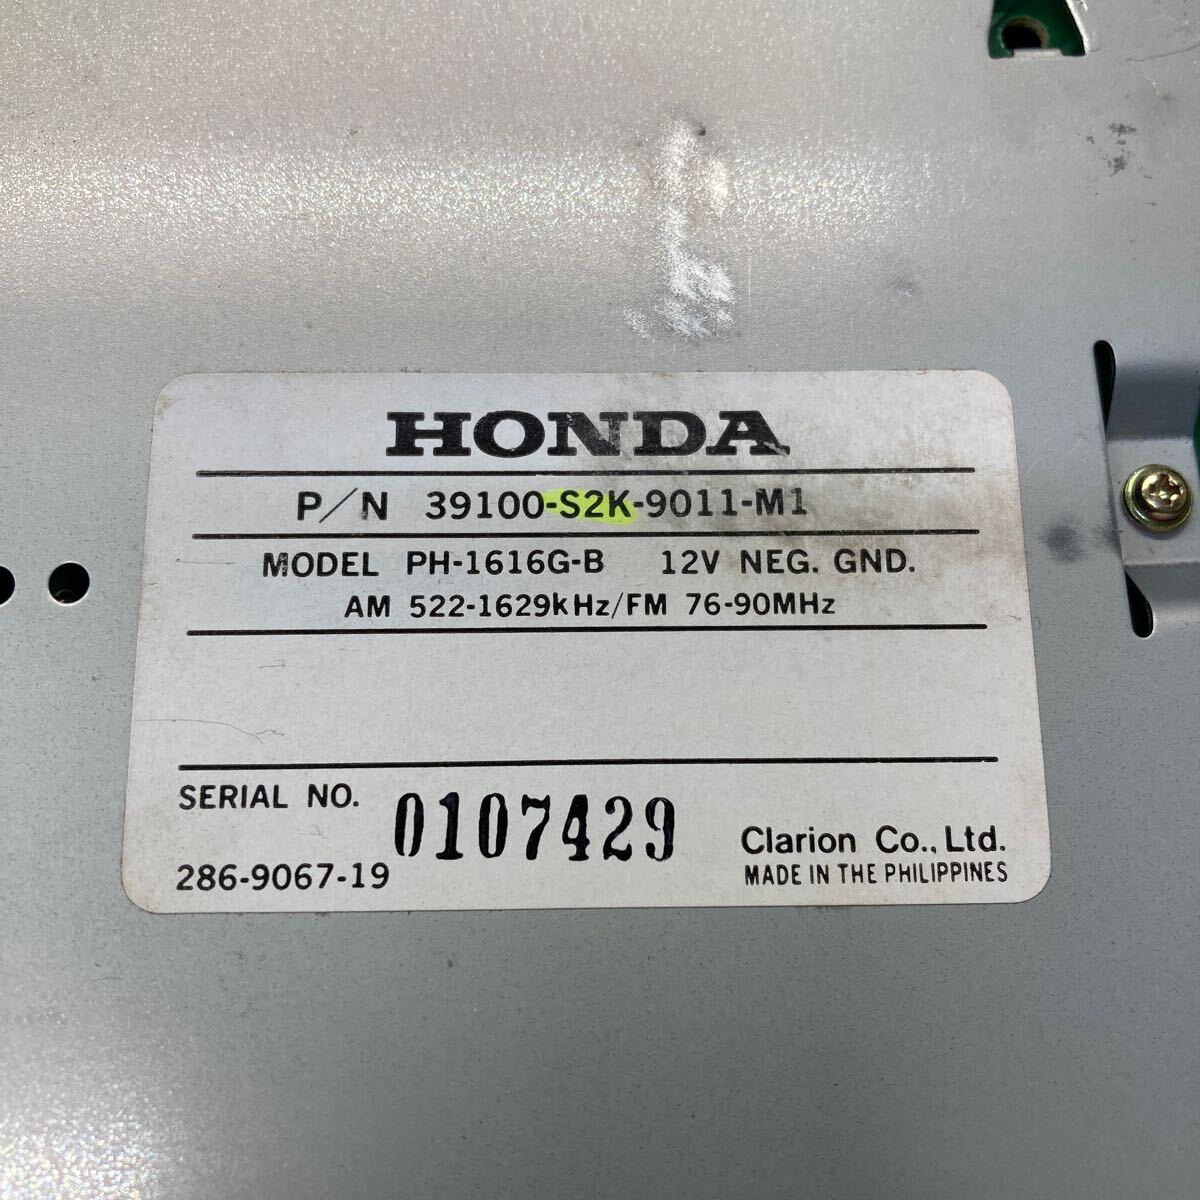 HONDA
P/N 39100-S2K-9011-M1
MODEL PH-1616G-B 12V NEG. GND.
AM 522-1629kHz/FM 76-90MHz
SERIAL NO. 0107429
286-9067-19
Clarion Co., Ltd.
MADE IN THE PHILIPPINES